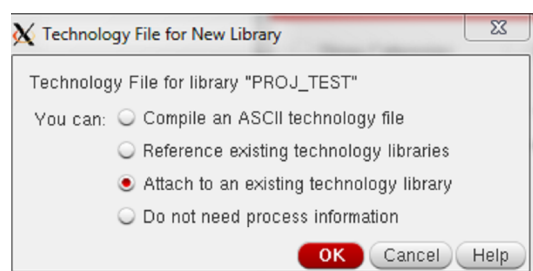 Technology File for New Library
Technology File for library "PROJ_TEST"
You can: Compile an ASCII technology file
Reference existing technology libraries
Attach to an existing technology library
Do not need process information
OK Cancel Help